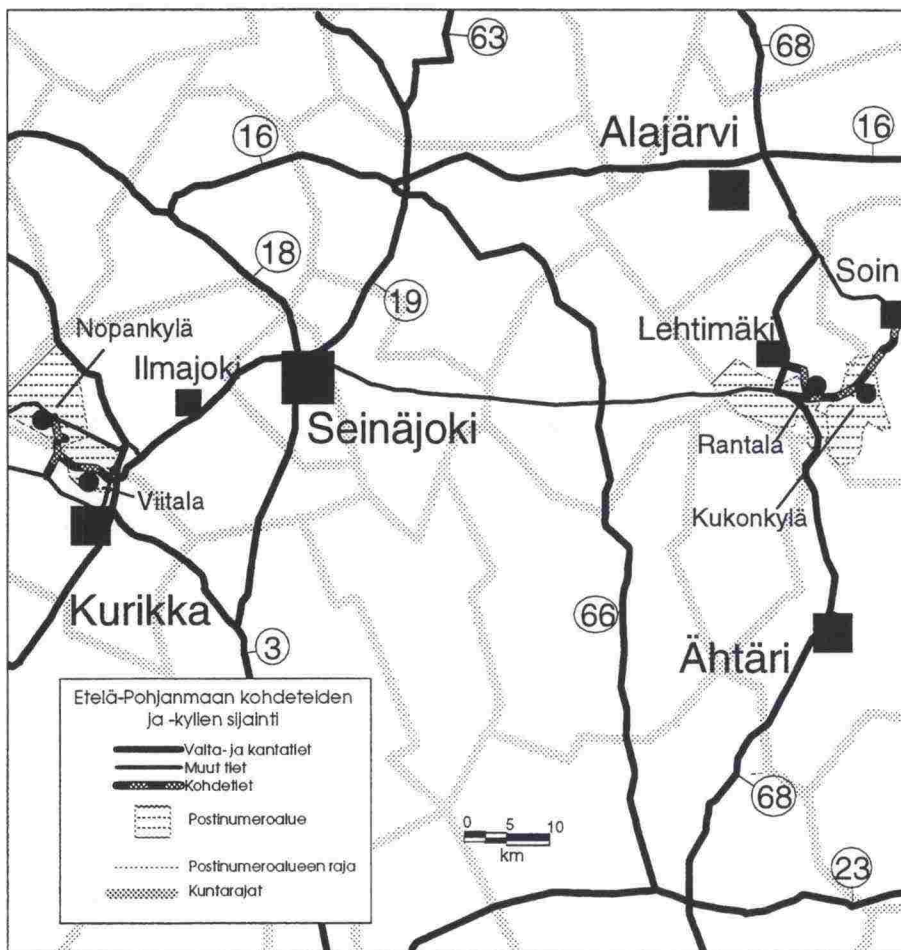 63
68
Alajärvi
16
16
18
19
Soin
Nopankylä
Lehtimäki
Ilmajoki
Seinäjoki
Rantala
Viitala
Kukonkylä
Kurikka
66
3
Ähtäri
Etelä-Pohjanmaan kohdeteiden
ja -kylien sijainti
Valta- ja kantatiet
Muut tiet
Kohdetiet
Postinumeroalue
Postinumeroalueen raja
Kuntarajat
0 5 10
km
68
23